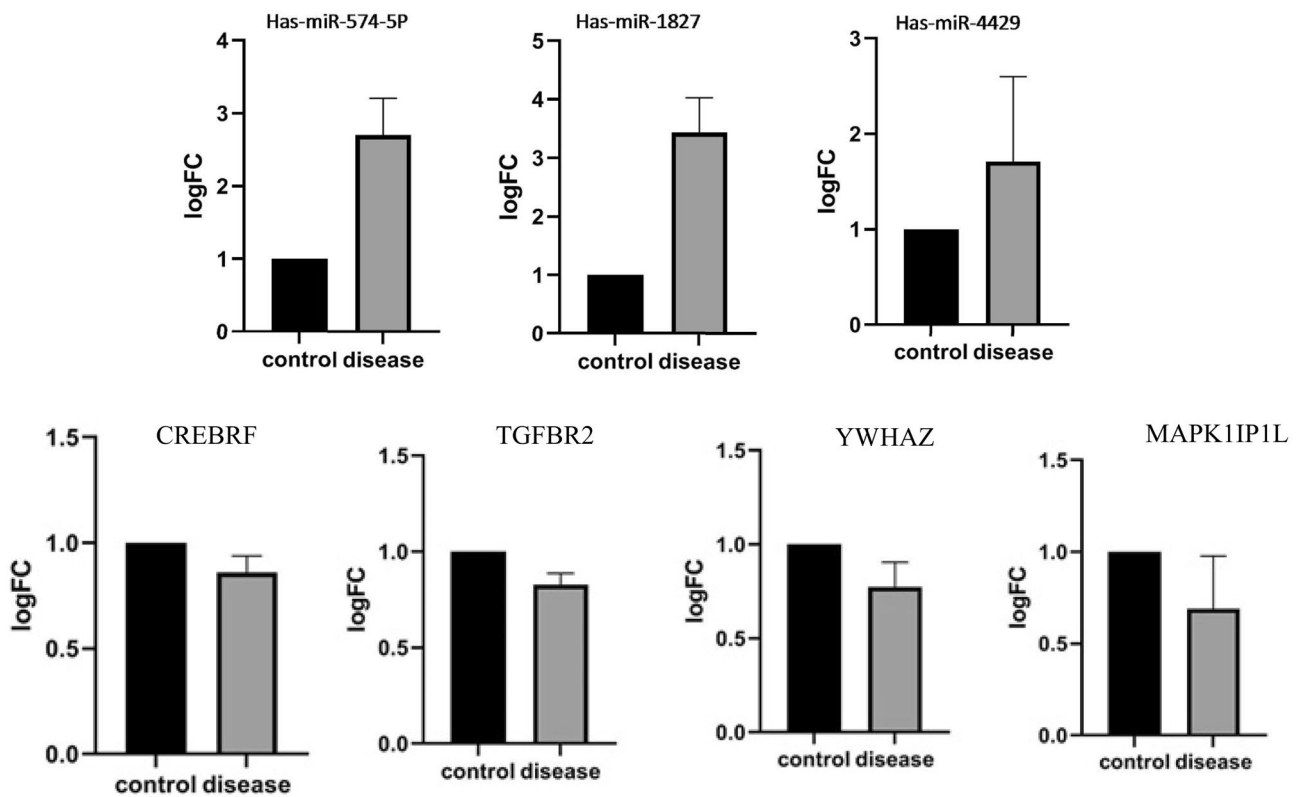 Has-miR-574-5P
4
3
2
1
0
logFC
control disease
Has-miR-1827
5
4
3
2
1
0
logFC
control disease
Has-miR-4429
3
2
1
0
logFC
control disease
CREBRF
1.5
1.0
0.5
0.0
logFC
control disease
TGFBR2
1.5
1.0
0.5
0.0
logFC
control disease
YWHAZ
1.5
1.0
0.5
0.0
logFC
control disease
MAPK1IP1L
1.5
1.0
0.5
0.0
logFC
control disease